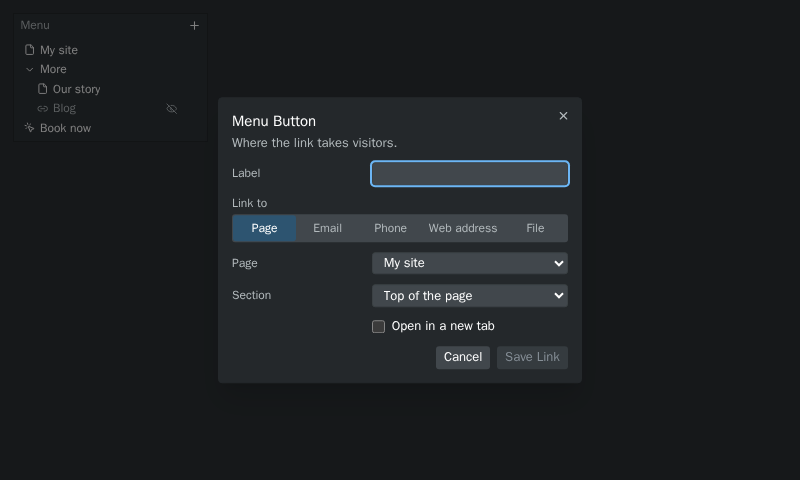 Menu
My site
More
Our story
Blog
Book now
Menu Button
Where the link takes visitors.
Label
Link to
Page Email Phone Web address File
Page My site
Section Top of the page
Open in a new tab
Cancel Save Link